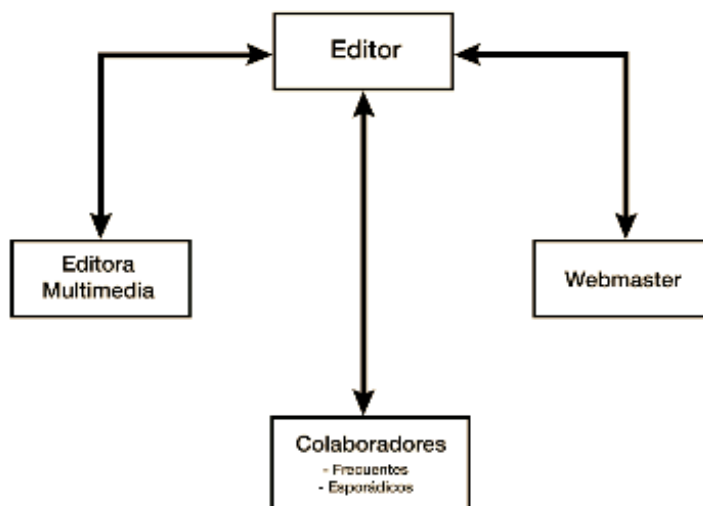 Editor
Editora
Multimedia
Webmaster
Colaboradores
- Frecuentes
- Esporádicos